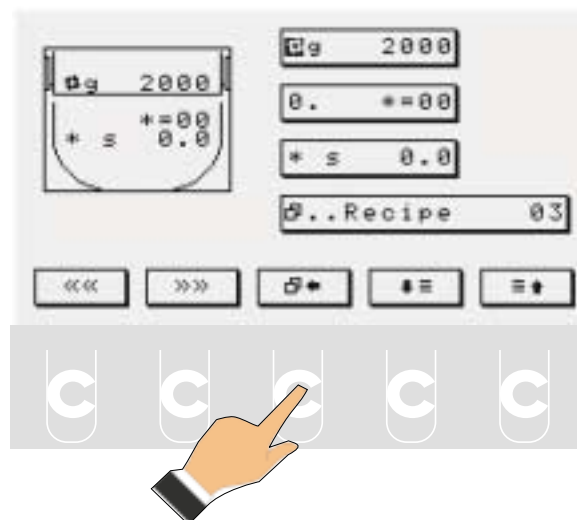 g 2000
* = 00
* s 0.0
g 2000
0. * = 00
* s 0.0
..Recipe 03
<<<< >>>>
C C C C C